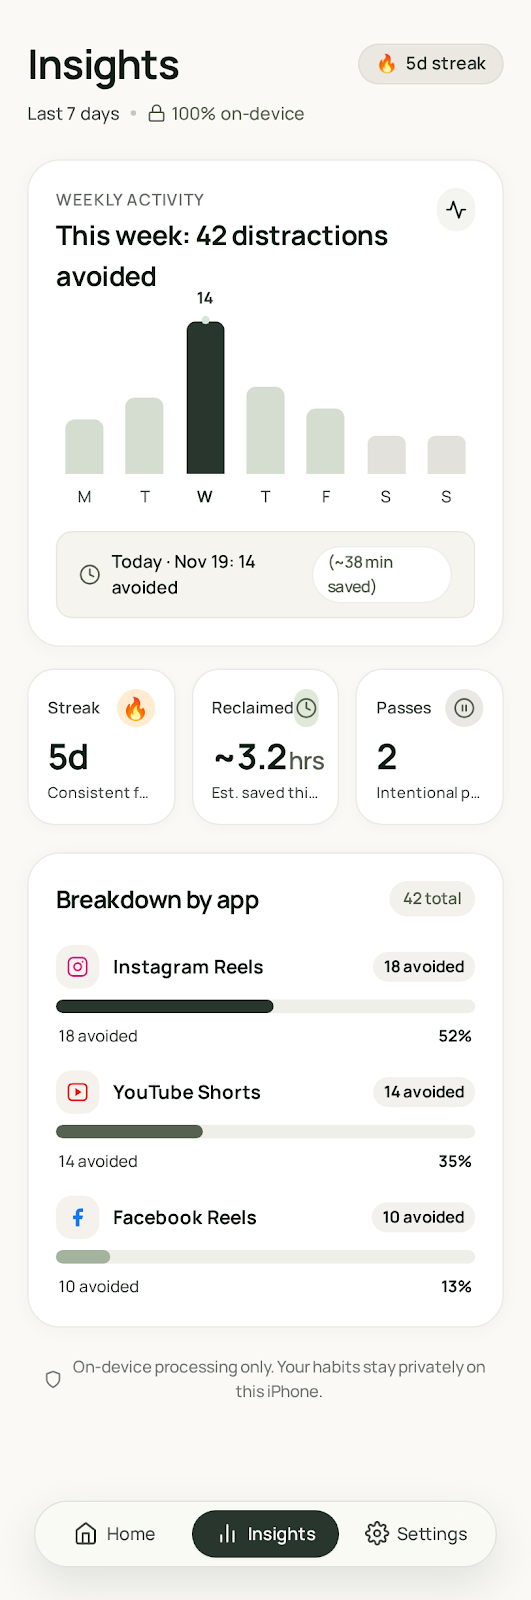 Insights
🔥 5d streak
Last 7 days • 100% on-device
WEEKLY ACTIVITY
This week: 42 distractions
avoided
14
M T W T F S S
Today · Nov 19: 14
avoided
(~38 min
saved)
Streak 🔥
5d
Consistent f...
Reclaimed
~3.2hrs
Est. saved thi...
Passes
2
Intentional p...
Breakdown by app
42 total
Instagram Reels
18 avoided
18 avoided
52%
YouTube Shorts
14 avoided
14 avoided
35%
Facebook Reels
10 avoided
10 avoided
13%
On-device processing only. Your habits stay privately on
this iPhone.
Home
Insights
Settings